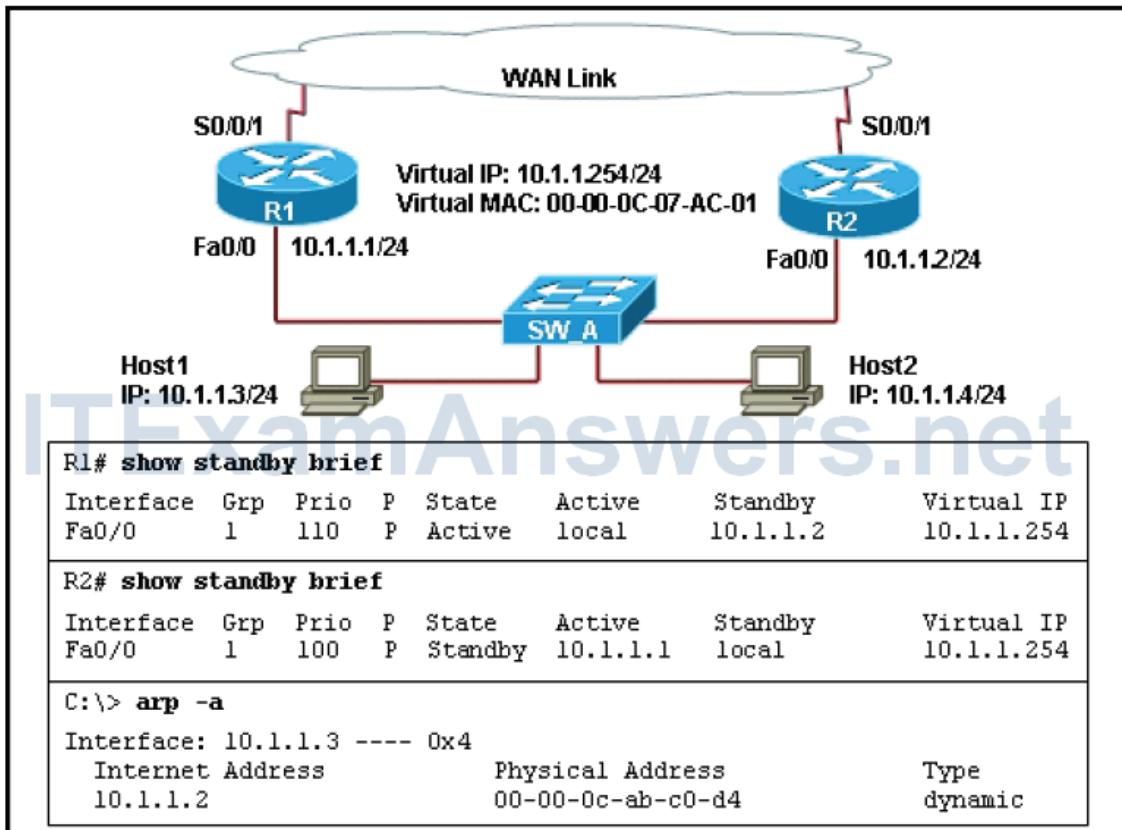 WAN Link
S0/0/1
S0/0/1
Virtual IP: 10.1.1.254/24
Virtual MAC: 00-00-0C-07-AC-01
R1
R2
Fa0/0 10.1.1.1/24
Fa0/0 10.1.1.2/24
SW_A
Host1
IP: 10.1.1.3/24
Host2
IP: 10.1.1.4/24
ITExamAnswers.net
R1# show standby brief
Interface Grp Prio P State Active Standby Virtual IP
Fa0/0 1 110 P Active local 10.1.1.2 10.1.1.254
R2# show standby brief
Interface Grp Prio P State Active Standby Virtual IP
Fa0/0 1 100 P Standby 10.1.1.1 local 10.1.1.254
C:\> arp -a
Interface: 10.1.1.3 ---- 0x4
Internet Address Physical Address Type
10.1.1.2 00-00-0c-ab-c0-d4 dynamic